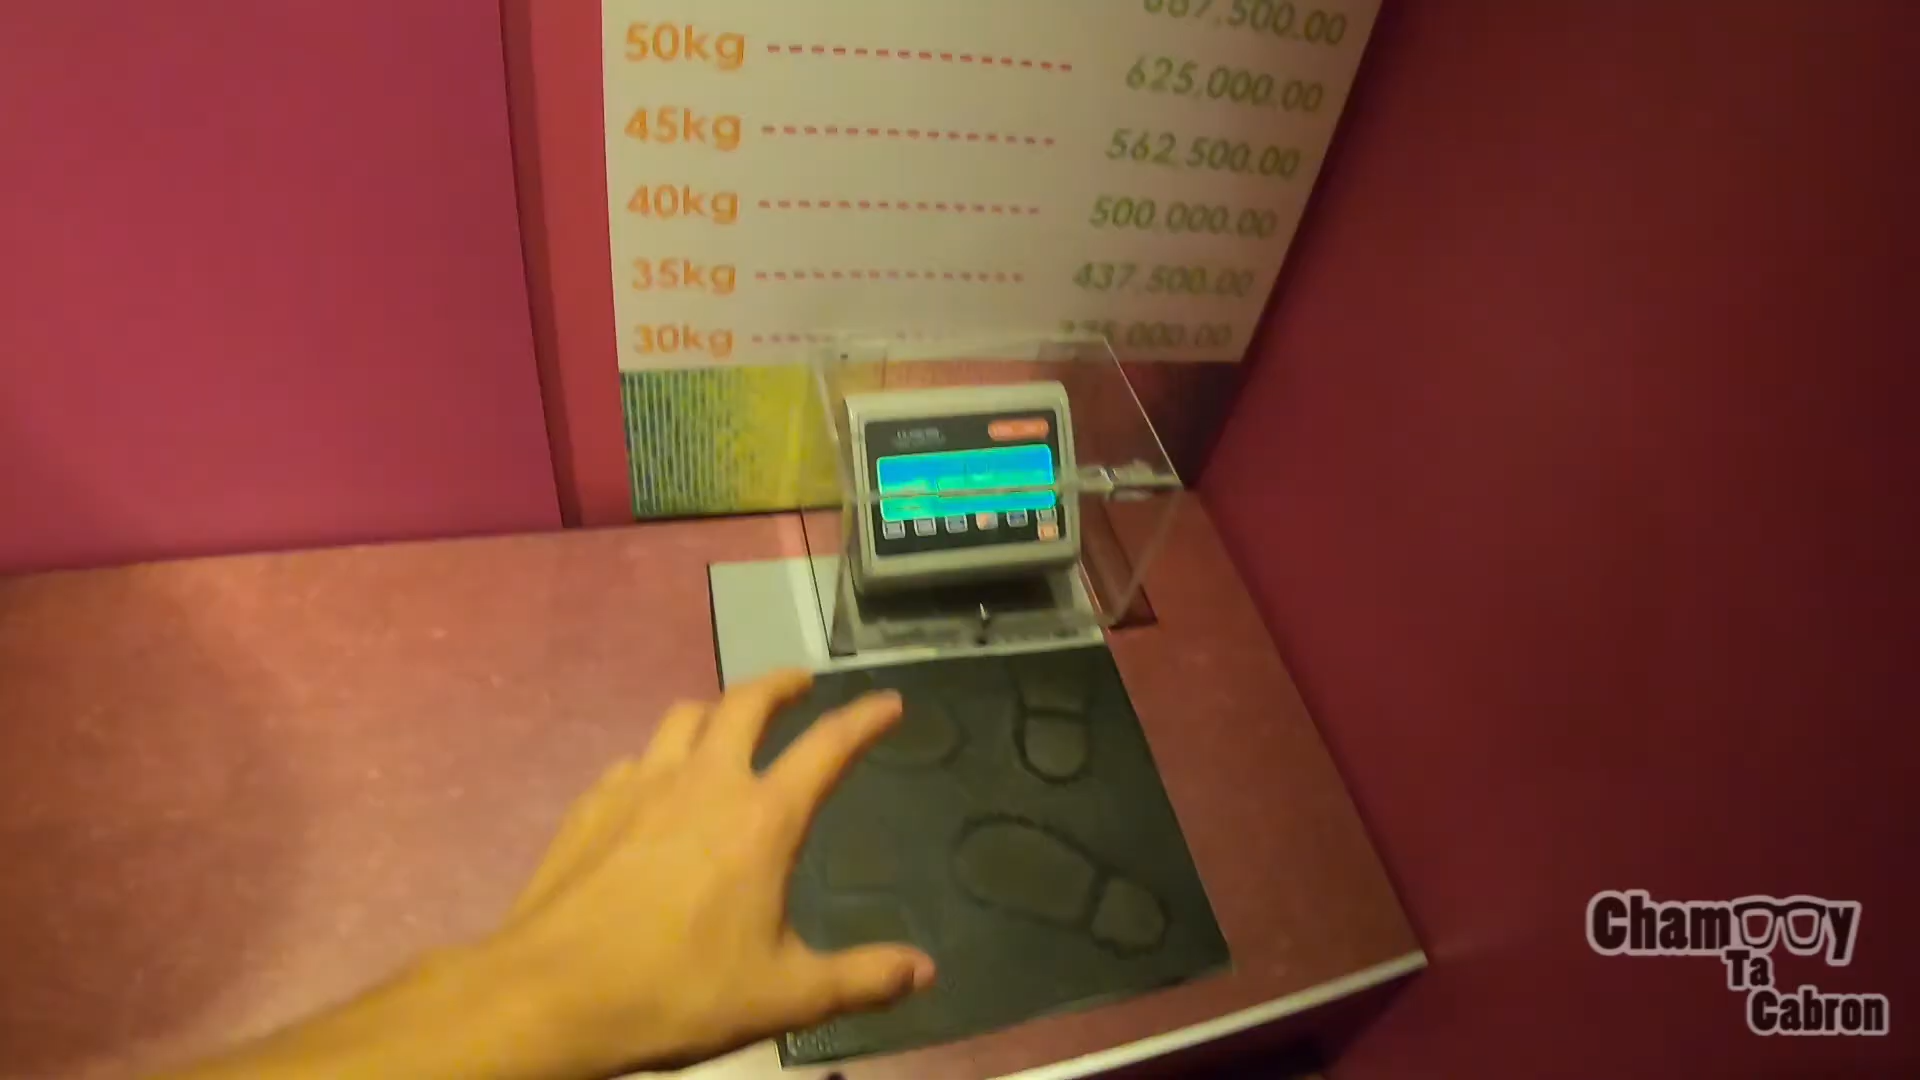 50kg ---------------- 625,000.00
45kg ---------------- 562,500.00
40kg ---------------- 500,000.00
35kg ---------------- 437,500.00
30kg
Chamooy
Ta
Cabron